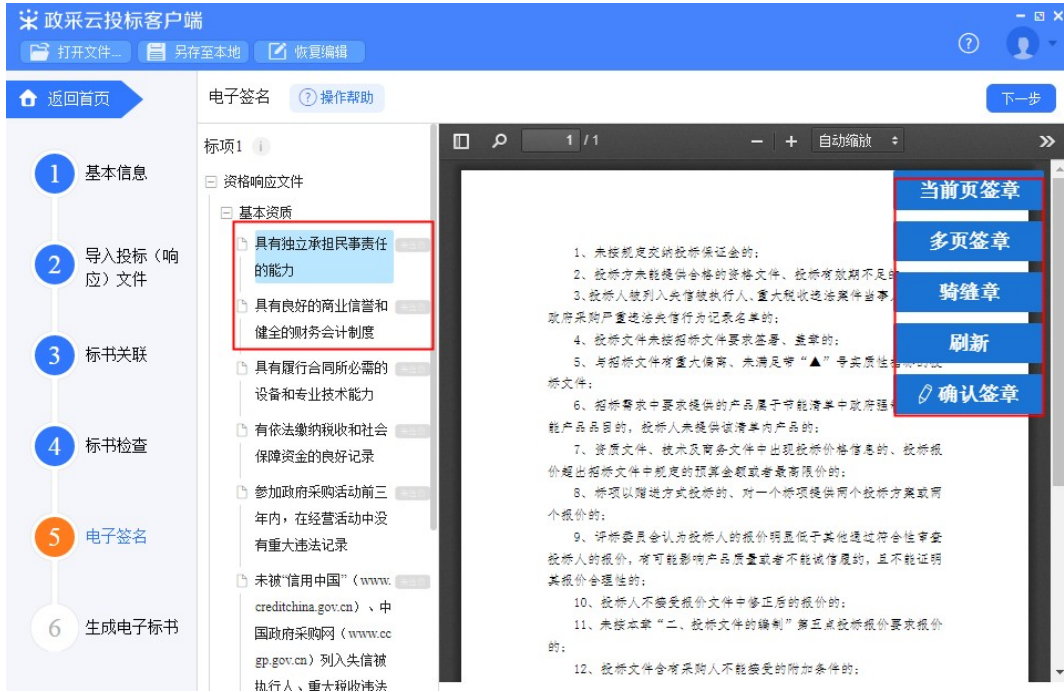 政采云投标客户端
打开文件...
另存至本地
恢复编辑
返回首页
电子签名
操作帮助
下一步
1
基本信息
2
导入投标（响
应）文件
3
标书关联
4
标书检查
5
电子签名
6
生成电子标书
标项1
资格响应文件
基本资质
具有独立承担民事责任
的能力
具有良好的商业信誉和
健全的财务会计制度
具有履行合同所必需的
设备和专业技术能力
有依法缴纳税收和社会
保障资金的良好记录
参加政府采购活动前三
年内，在经营活动中没
有重大违法记录
未被“信用中国”（www.
creditchina.gov.cn）、中
国政府采购网（www.cc
gp.gov.cn）列入失信被
执行人、重大税收违法
1 / 1
自动缩放
当前页签章
多页签章
骑缝章
刷新
确认签章
1、未按规定交纳投标保证金的；
2、投标方未能提供合格的资格文件、投标有效期不足的
3、投标人被列入失信被执行人、重大税收违法案件当事人
政府采购严重违法失信行为记录名单的；
4、投标文件未按招标文件要求签署、盖章的；
5、与招标文件有重大偏离、未满足带“▲”号实质性指标的投
标文件；
6、招标需求中要求提供的产品属于节能清单中政府强
能产品品目的，投标人未提供该清单内产品的；
7、资质文件、技术及商务文件中出现投标价格信息的、投标报
价超出招标文件中规定的预算金额或者最高限价的；
8、标项以赠送方式投标的、对一个标项提供两个投标方案或两
个报价的；
9、评标委员会认为投标人的报价明显低于其他通过符合性审查
投标人的报价，有可能影响产品质量或者不能诚信履约，且不能证明
其报价合理性的；
10、投标人不接受报价文件中修正后的报价的；
11、未按本章“二、投标文件的编制”第五点投标报价要求报价
的；
12、投标文件含有采购人不能接受的附加条件的；